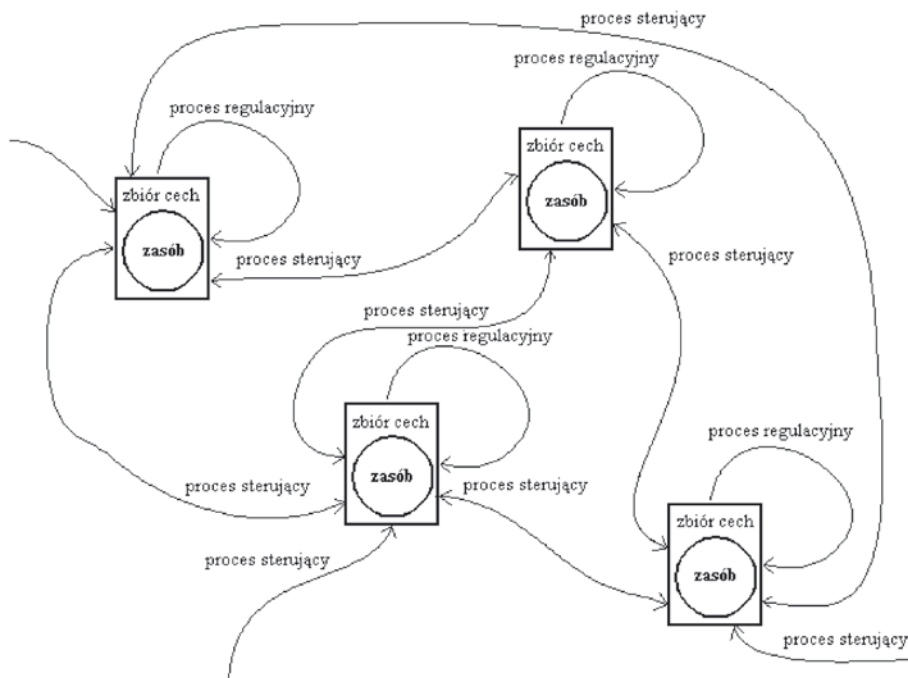 proces sterujący
proces regulacyjny
proces regulacyjny
zbiór cech
zasób
zbiór cech
zasób
proces sterujący
proces sterujący
proces sterujący
proces regulacyjny
zbiór cech
zasób
proces regulacyjny
proces sterujący
proces sterujący
zbiór cech
zasób
proces sterujący
proces sterujący